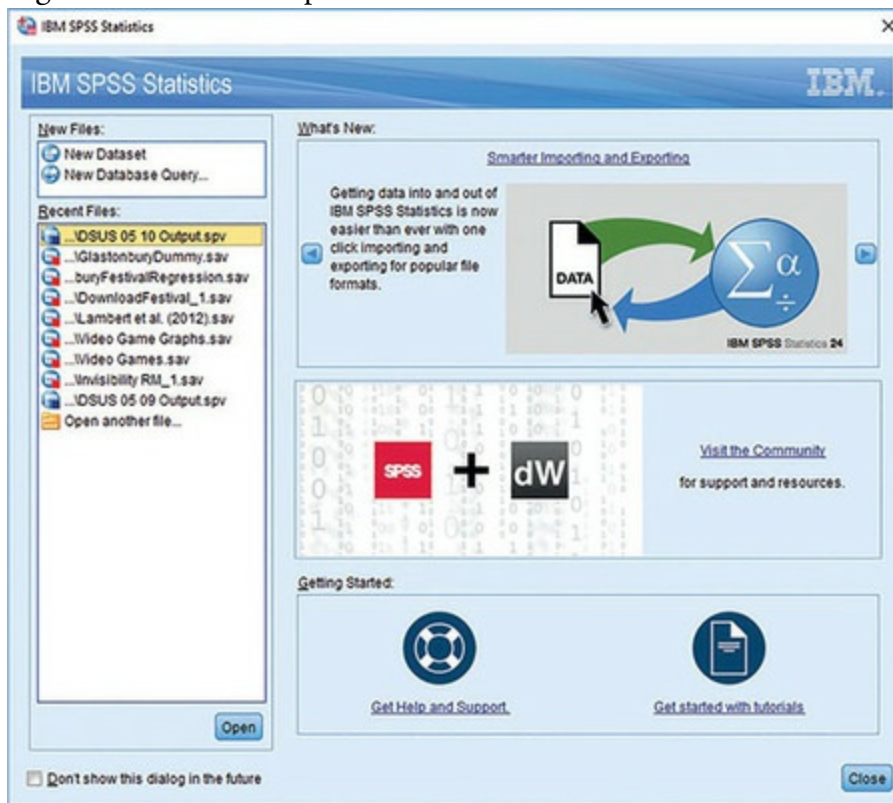 IBM SPSS Statistics
IBM SPSS Statistics
IBM
New Files:
New Dataset
New Database Query...
Recent Files:
...\DSUS 05 10 Output.spv
...\GlastonburyDummy.sav
...buryFestivalRegression.sav
...\DownloadFestival_1.sav
...\Lambert et al. (2012).sav
...\Video Game Graphs.sav
...\Video Games.sav
...\Invisibility RM_1.sav
...\DSUS 05 09 Output.spv
Open another file...
Open
Don't show this dialog in the future
What's New:
Smarter Importing and Exporting
Getting data into and out of
IBM SPSS Statistics is now
easier than ever with one
click importing and
exporting for popular file
formats.
DATA
Σ α ÷
IBM SPSS Statistics 24
SPSS + dW
Visit the Community
for support and resources.
Getting Started:
Get Help and Support.
Get started with tutorials
Close